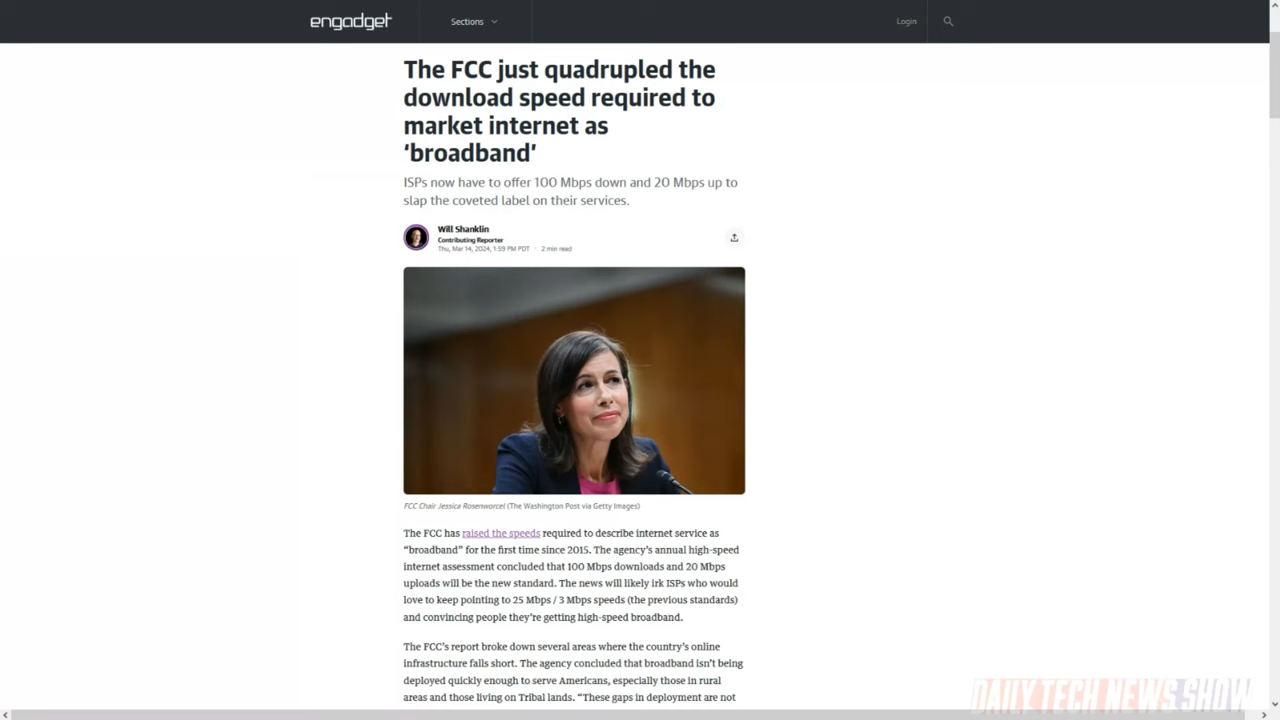 engadget
Sections
Login
The FCC just quadrupled the
download speed required to
market internet as
‘broadband’
ISPs now have to offer 100 Mbps down and 20 Mbps up to
slap the coveted label on their services.
Will Shanklin
Contributing Reporter
Thu, Mar 14, 2024, 1:59 PM PDT · 2 min read
FCC Chair Jessica Rosenworcel (The Washington Post via Getty Images)
The FCC has raised the speeds required to describe internet service as
“broadband” for the first time since 2015. The agency’s annual high-speed
internet assessment concluded that 100 Mbps downloads and 20 Mbps
uploads will be the new standard. The news will likely irk ISPs who would
love to keep pointing to 25 Mbps / 3 Mbps speeds (the previous standards)
and convincing people they’re getting high-speed broadband.
The FCC’s report broke down several areas where the country’s online
infrastructure falls short. The agency concluded that broadband isn’t being
deployed quickly enough to serve Americans, especially those in rural
areas and those living on Tribal lands. “These gaps in deployment are not
DAILY TECH NEWS SHOW